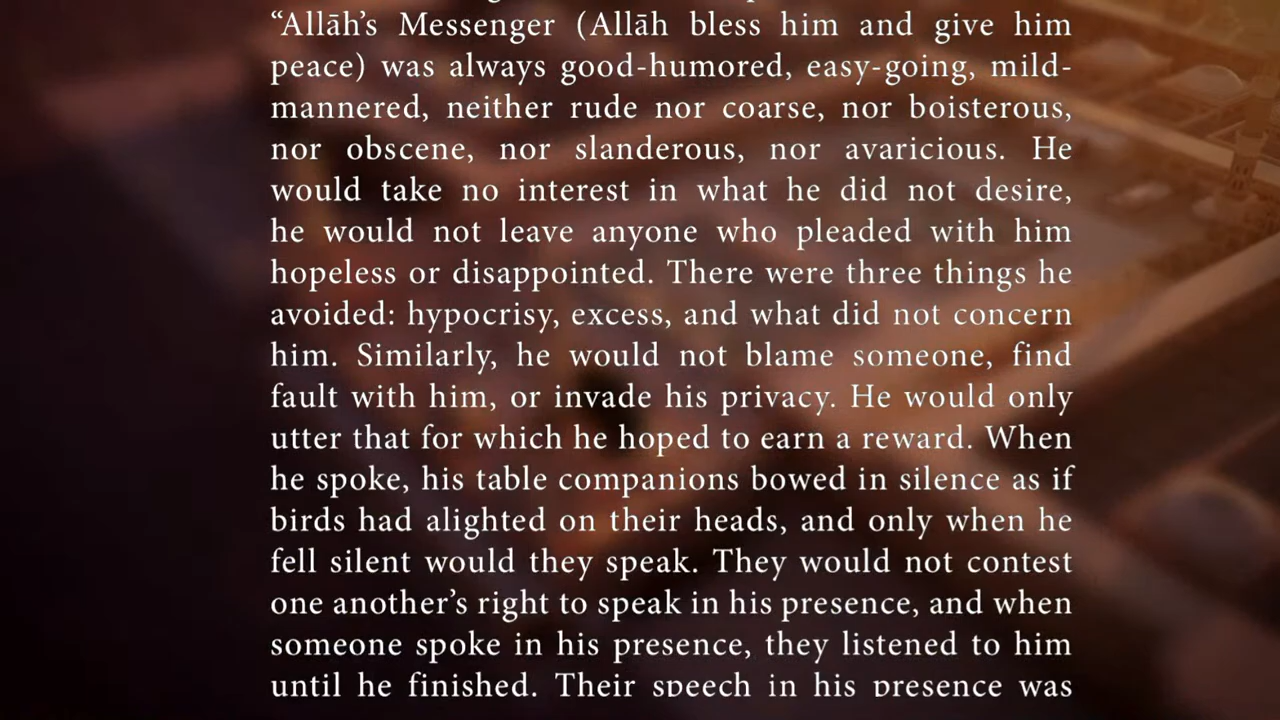 “Allāh’s Messenger (Allāh bless him and give him
peace) was always good-humored, easy-going, mild-
mannered, neither rude nor coarse, nor boisterous,
nor obscene, nor slanderous, nor avaricious. He
would take no interest in what he did not desire,
he would not leave anyone who pleaded with him
hopeless or disappointed. There were three things he
avoided: hypocrisy, excess, and what did not concern
him. Similarly, he would not blame someone, find
fault with him, or invade his privacy. He would only
utter that for which he hoped to earn a reward. When
he spoke, his table companions bowed in silence as if
birds had alighted on their heads, and only when he
fell silent would they speak. They would not contest
one another’s right to speak in his presence, and when
someone spoke in his presence, they listened to him
until he finished. Their speech in his presence was